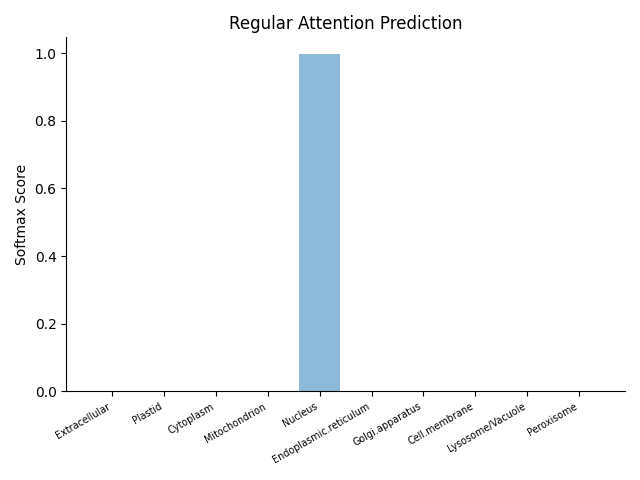 Regular Attention Prediction
Softmax Score
1.0
0.8
0.6
0.4
0.2
0.0
Extracellular
Plastid
Cytoplasm
Mitochondrion
Nucleus
Endoplasmic.reticulum
Golgi.apparatus
Cell.membrane
Lysosome/Vacuole
Peroxisome